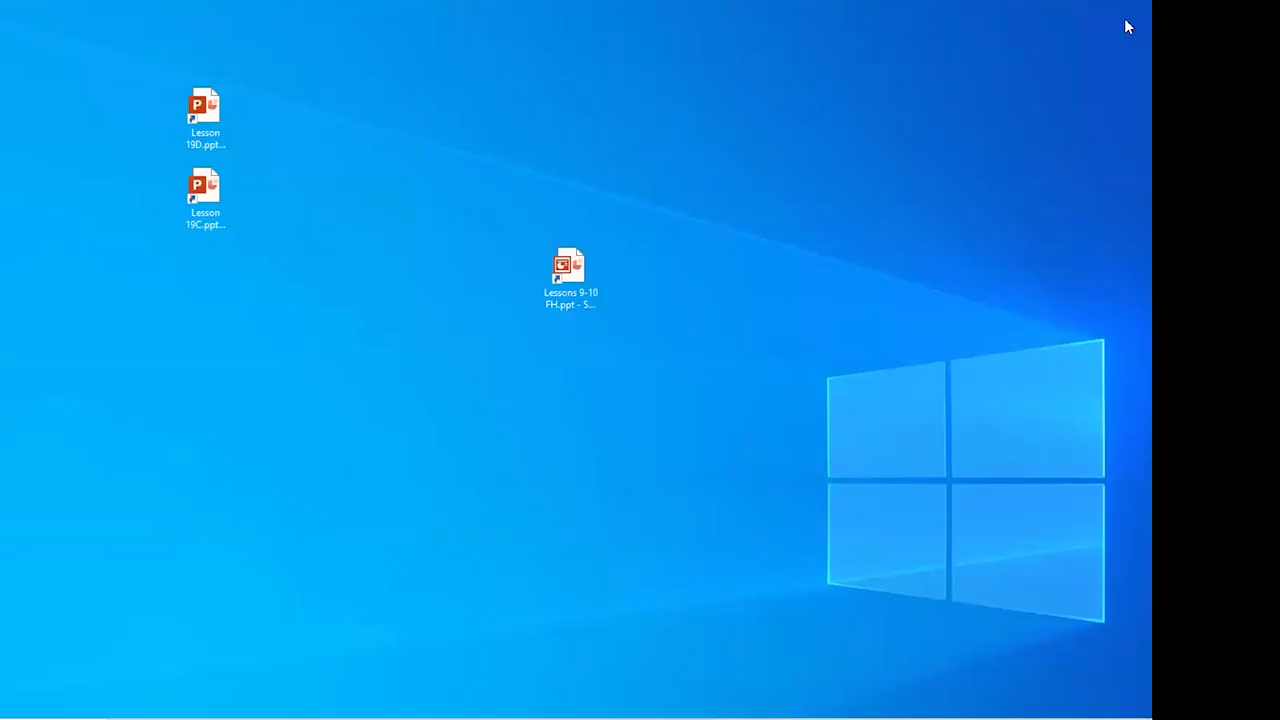 P
Lesson
19D.ppt...
P
Lesson
19C.ppt...
Lessons 9-10
FH.ppt - S...